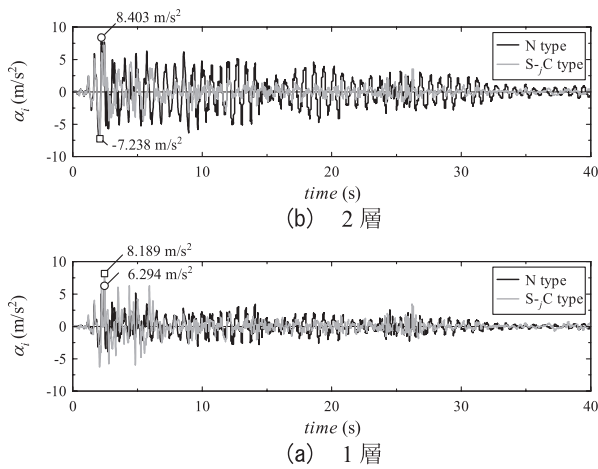 8.403 m/s²
10
5
0
-5
-10
αᵢ (m/s²)
N type
S-ⱼC type
-7.238 m/s²
0 10 20 30 40
time (s)
(b) 2 層
8.189 m/s²
6.294 m/s²
10
5
0
-5
-10
αᵢ (m/s²)
N type
S-ⱼC type
0 10 20 30 40
time (s)
(a) 1 層